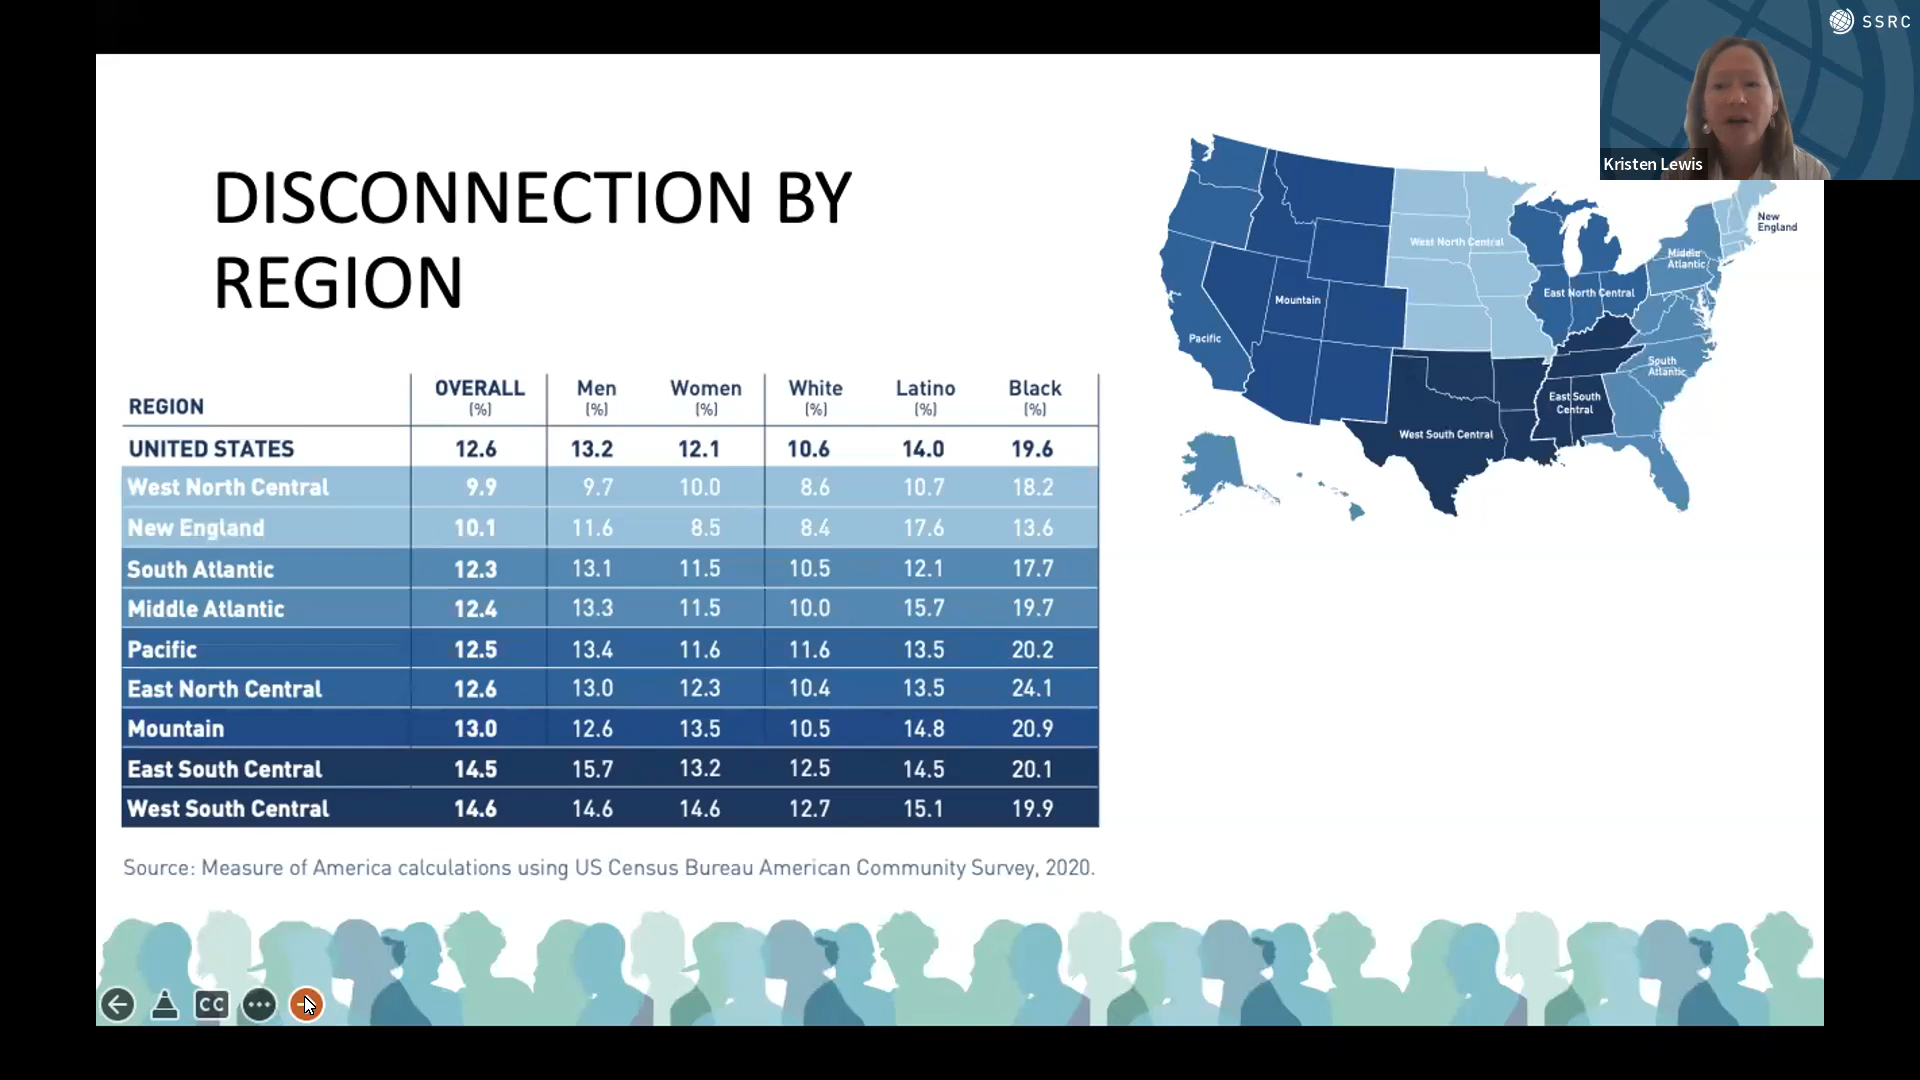 SSRC
Kristen Lewis
DISCONNECTION BY
REGION
New
England
West North Central
Middle
Atlantic
East North Central
Mountain
Pacific
South
Atlantic
East South
Central
West South Central
REGION OVERALL (%) Men (%) Women (%) White (%) Latino (%) Black (%)
UNITED STATES 12.6 13.2 12.1 10.6 14.0 19.6
West North Central 9.9 9.7 10.0 8.6 10.7 18.2
New England 10.1 11.6 8.5 8.4 17.6 13.6
South Atlantic 12.3 13.1 11.5 10.5 12.1 17.7
Middle Atlantic 12.4 13.3 11.5 10.0 15.7 19.7
Pacific 12.5 13.4 11.6 11.6 13.5 20.2
East North Central 12.6 13.0 12.3 10.4 13.5 24.1
Mountain 13.0 12.6 13.5 10.5 14.8 20.9
East South Central 14.5 15.7 13.2 12.5 14.5 20.1
West South Central 14.6 14.6 14.6 12.7 15.1 19.9
Source: Measure of America calculations using US Census Bureau American Community Survey, 2020.
CC